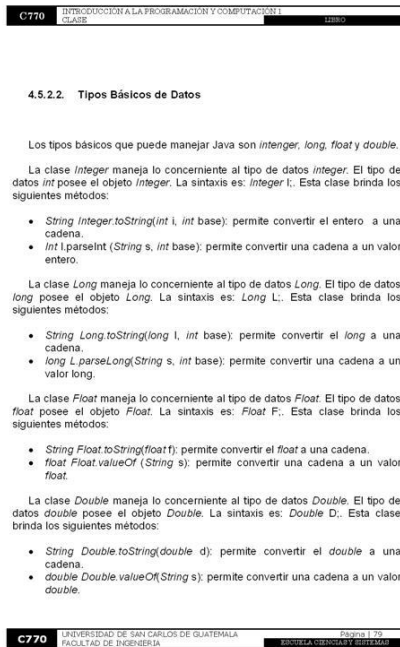 C770
INTRODUCCIÓN A LA PROGRAMACIÓN Y COMPUTACIÓN 1
CLASE
LIBRO
4.5.2.2. Tipos Básicos de Datos
Los tipos básicos que puede manejar Java son intenger, long, float y double.
La clase Integer maneja lo concerniente al tipo de datos integer. El tipo de
datos int posee el objeto Integer. La sintaxis es: Integer I;. Esta clase brinda los
siguientes métodos:
• String Integer.toString(int i, int base): permite convertir el entero a una
cadena.
• Int I.parseInt (String s, int base): permite convertir una cadena a un valor
entero.
La clase Long maneja lo concerniente al tipo de datos Long. El tipo de datos
long posee el objeto Long. La sintaxis es: Long L;. Esta clase brinda los
siguientes métodos:
• String Long.toString(long l, int base): permite convertir el long a una
cadena.
• long L.parseLong(String s, int base): permite convertir una cadena a un
valor long.
La clase Float maneja lo concerniente al tipo de datos Float. El tipo de datos
float posee el objeto Float. La sintaxis es: Float F;. Esta clase brinda los
siguientes métodos:
• String Float.toString(float f): permite convertir el float a una cadena.
• float Float.valueOf (String s): permite convertir una cadena a un valor
float.
La clase Double maneja lo concerniente al tipo de datos Double. El tipo de
datos double posee el objeto Double. La sintaxis es: Double D;. Esta clase
brinda los siguientes métodos:
• String Double.toString(double d): permite convertir el double a una
cadena.
• double Double.valueOf(String s): permite convertir una cadena a un valor
double.
C770
UNIVERSIDAD DE SAN CARLOS DE GUATEMALA
Página | 79
FACULTAD DE INGENIERÍA
ESCUELA CIENCIAS Y SISTEMAS